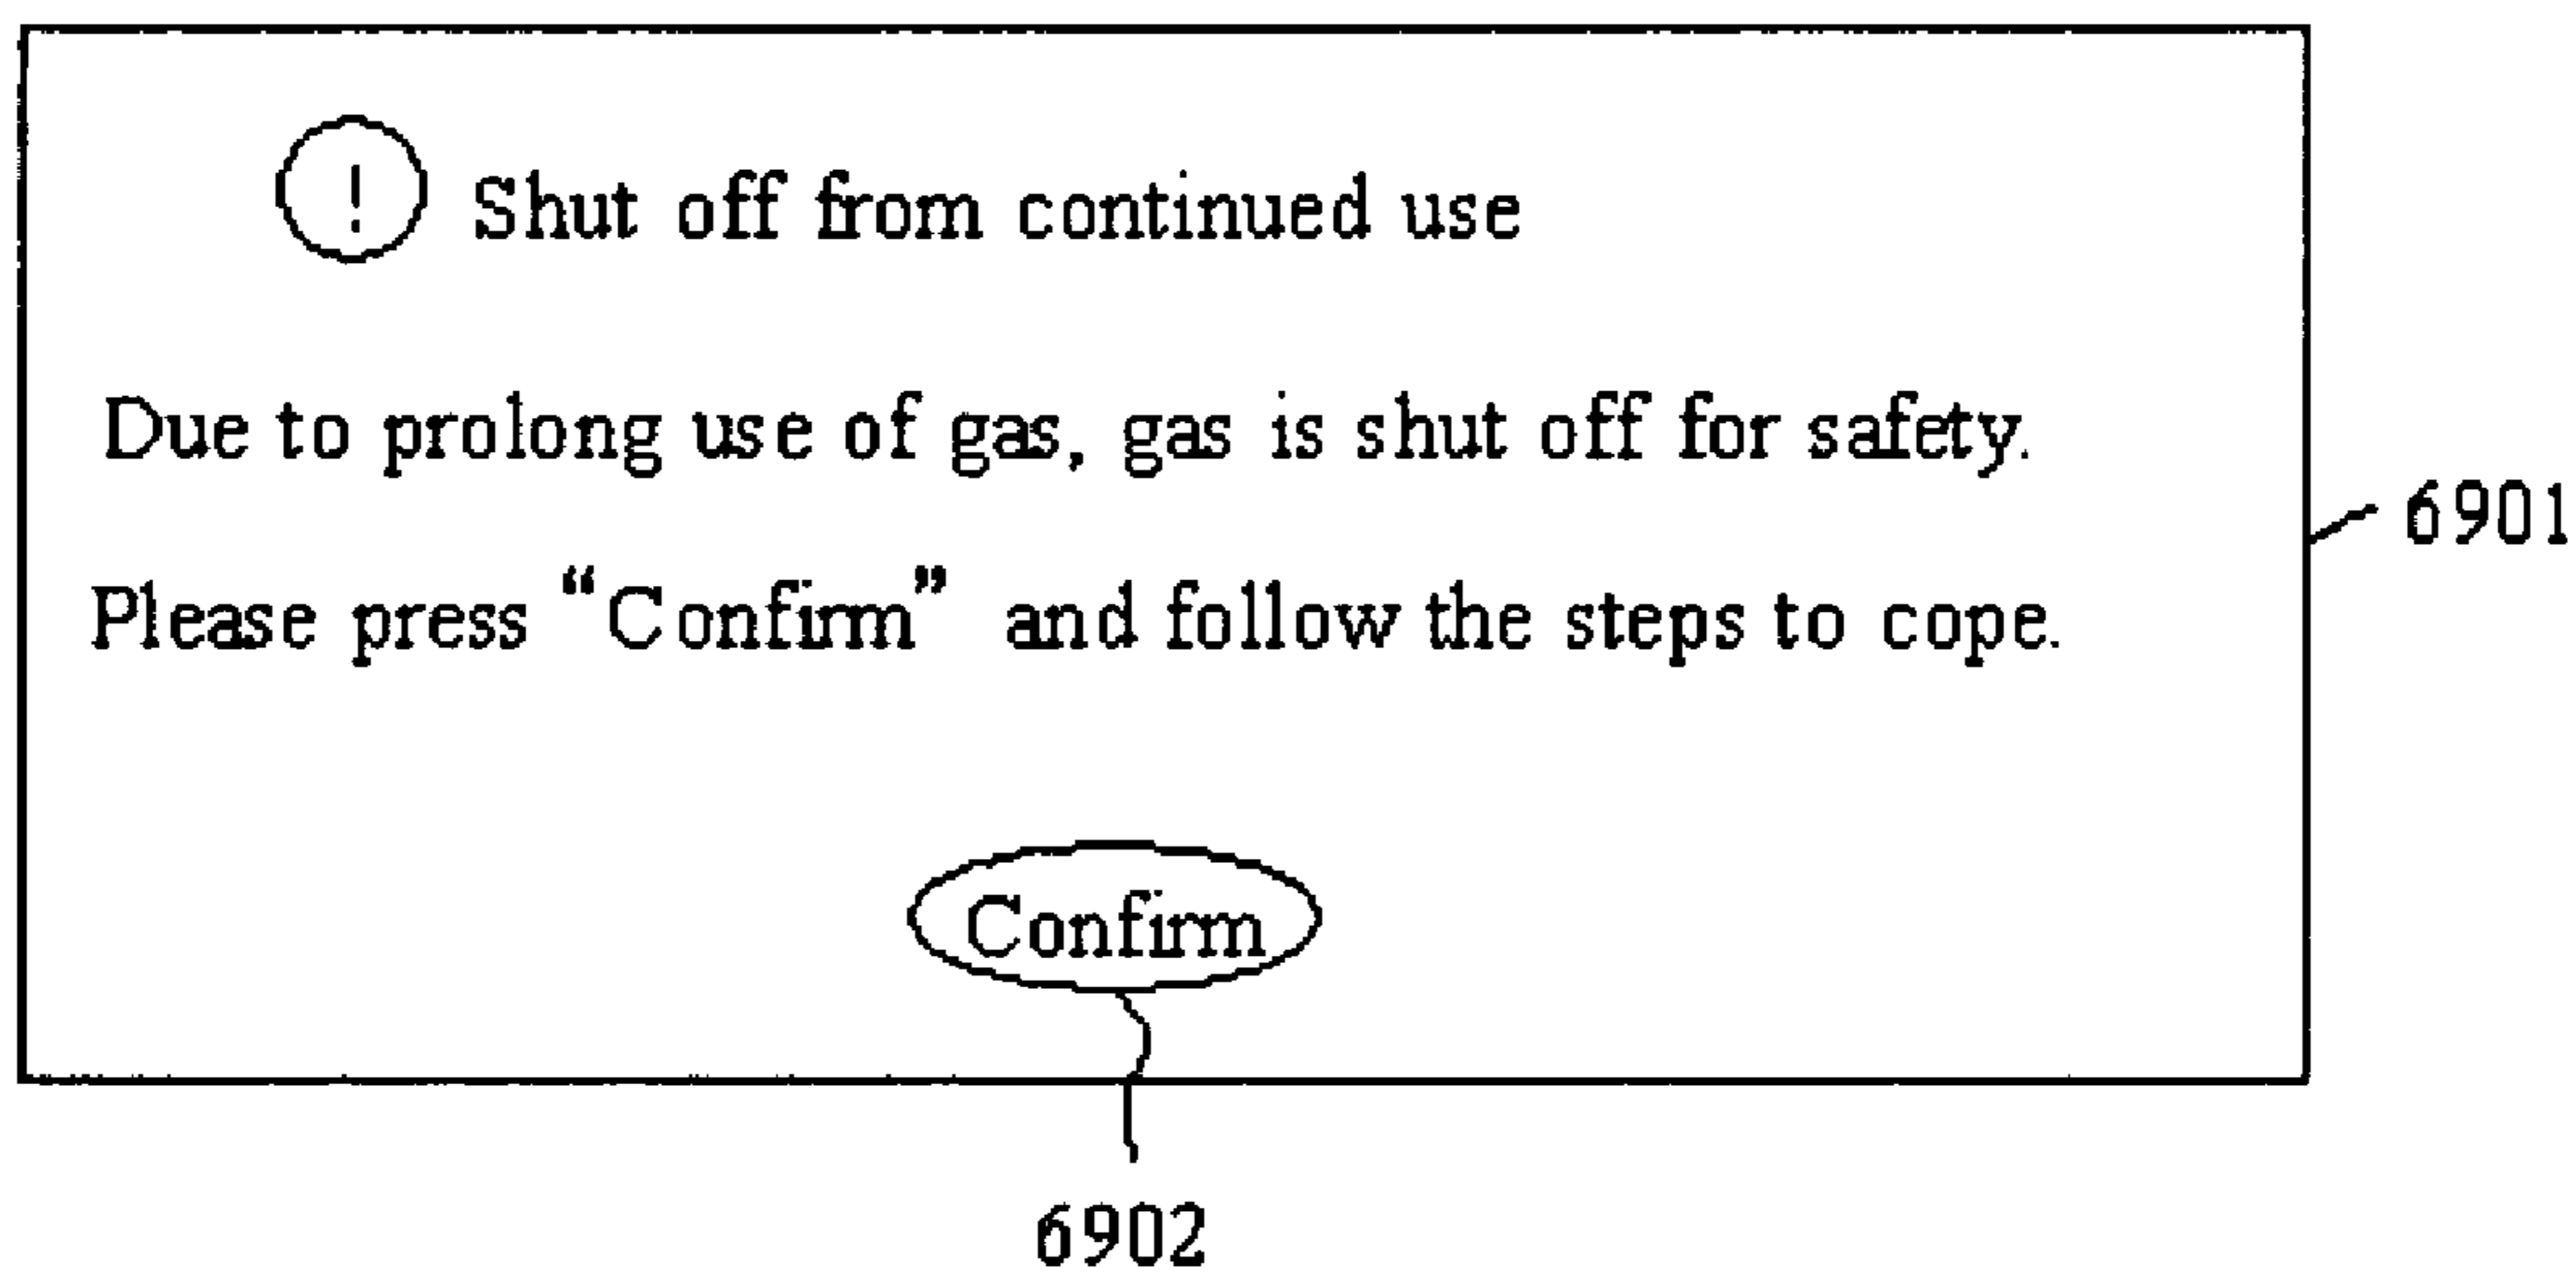 ! Shut off from continued use
Due to prolong use of gas, gas is shut off for safety.
6901
Please press “Confirm” and follow the steps to cope.
Confirm
6902